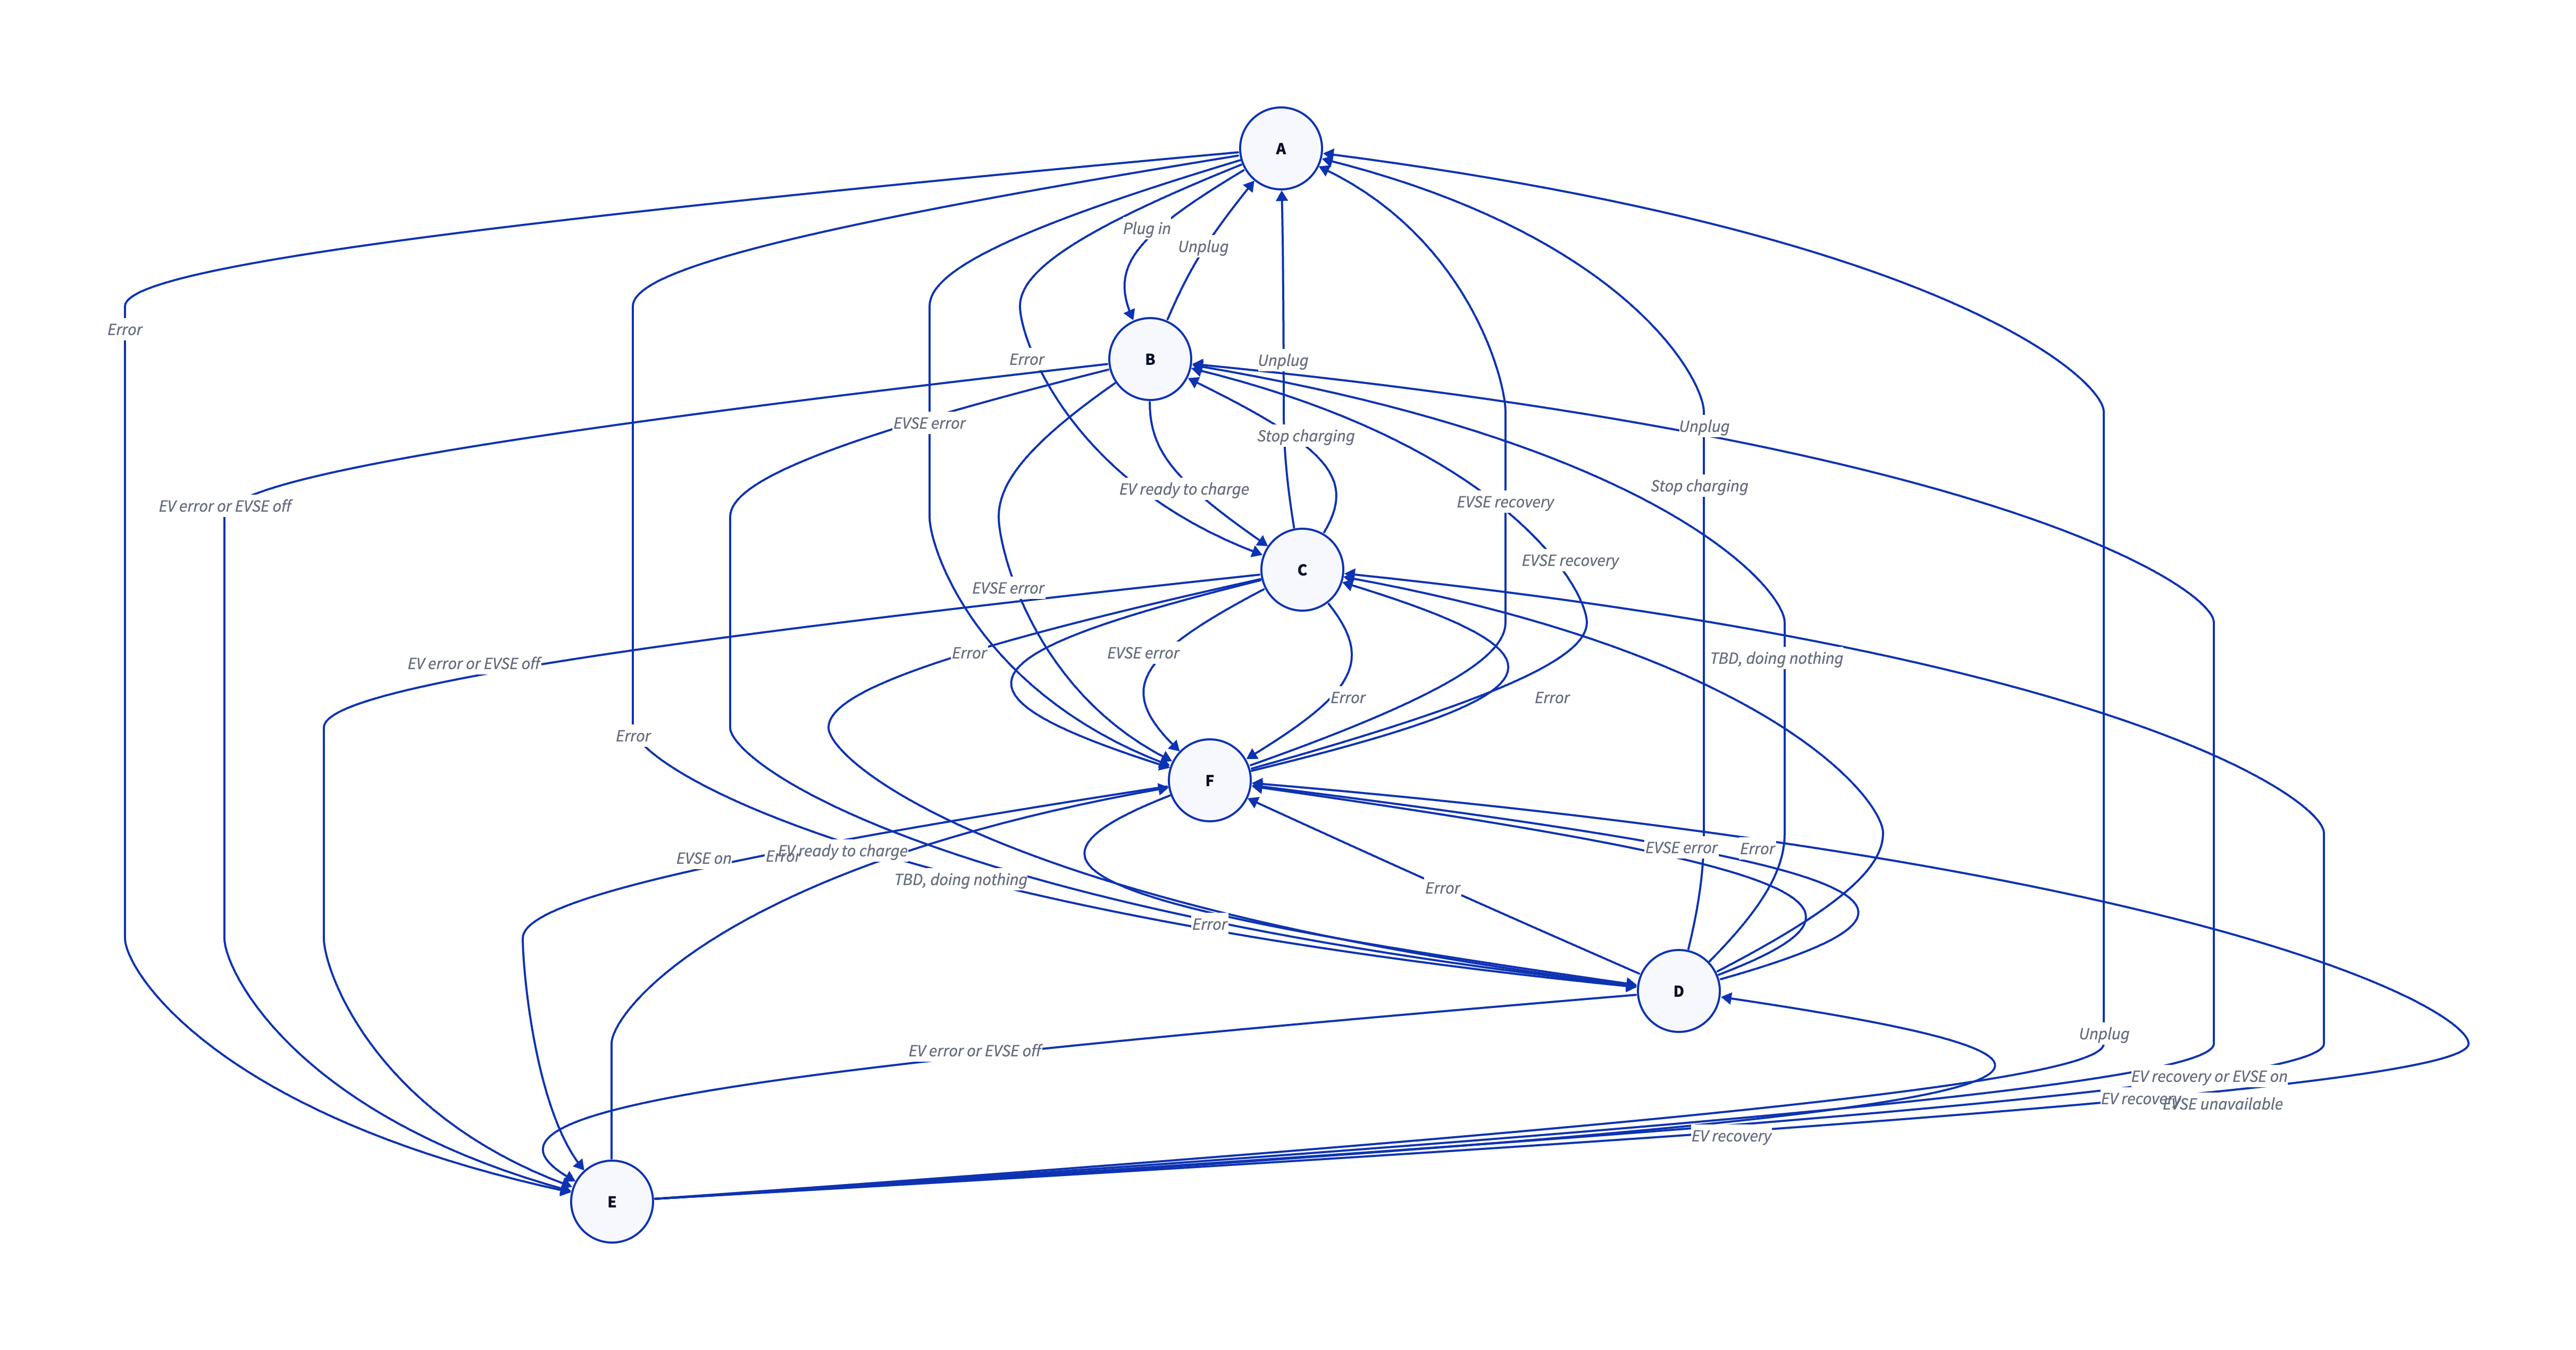 A
Plug in
Unplug
Error
Error
B
Unplug
EVSE error
Unplug
Stop charging
EV ready to charge
Stop charging
EVSE recovery
EV error or EVSE off
EVSE recovery
C
EVSE error
Error
EVSE error
TBD, doing nothing
EV error or EVSE off
Error
Error
Error
F
EVSE on
Error
EV ready to charge
EVSE error
Error
TBD, doing nothing
Error
Error
D
Unplug
EV error or EVSE off
EV recovery or EVSE on
EV recovery
EVSE unavailable
EV recovery
E